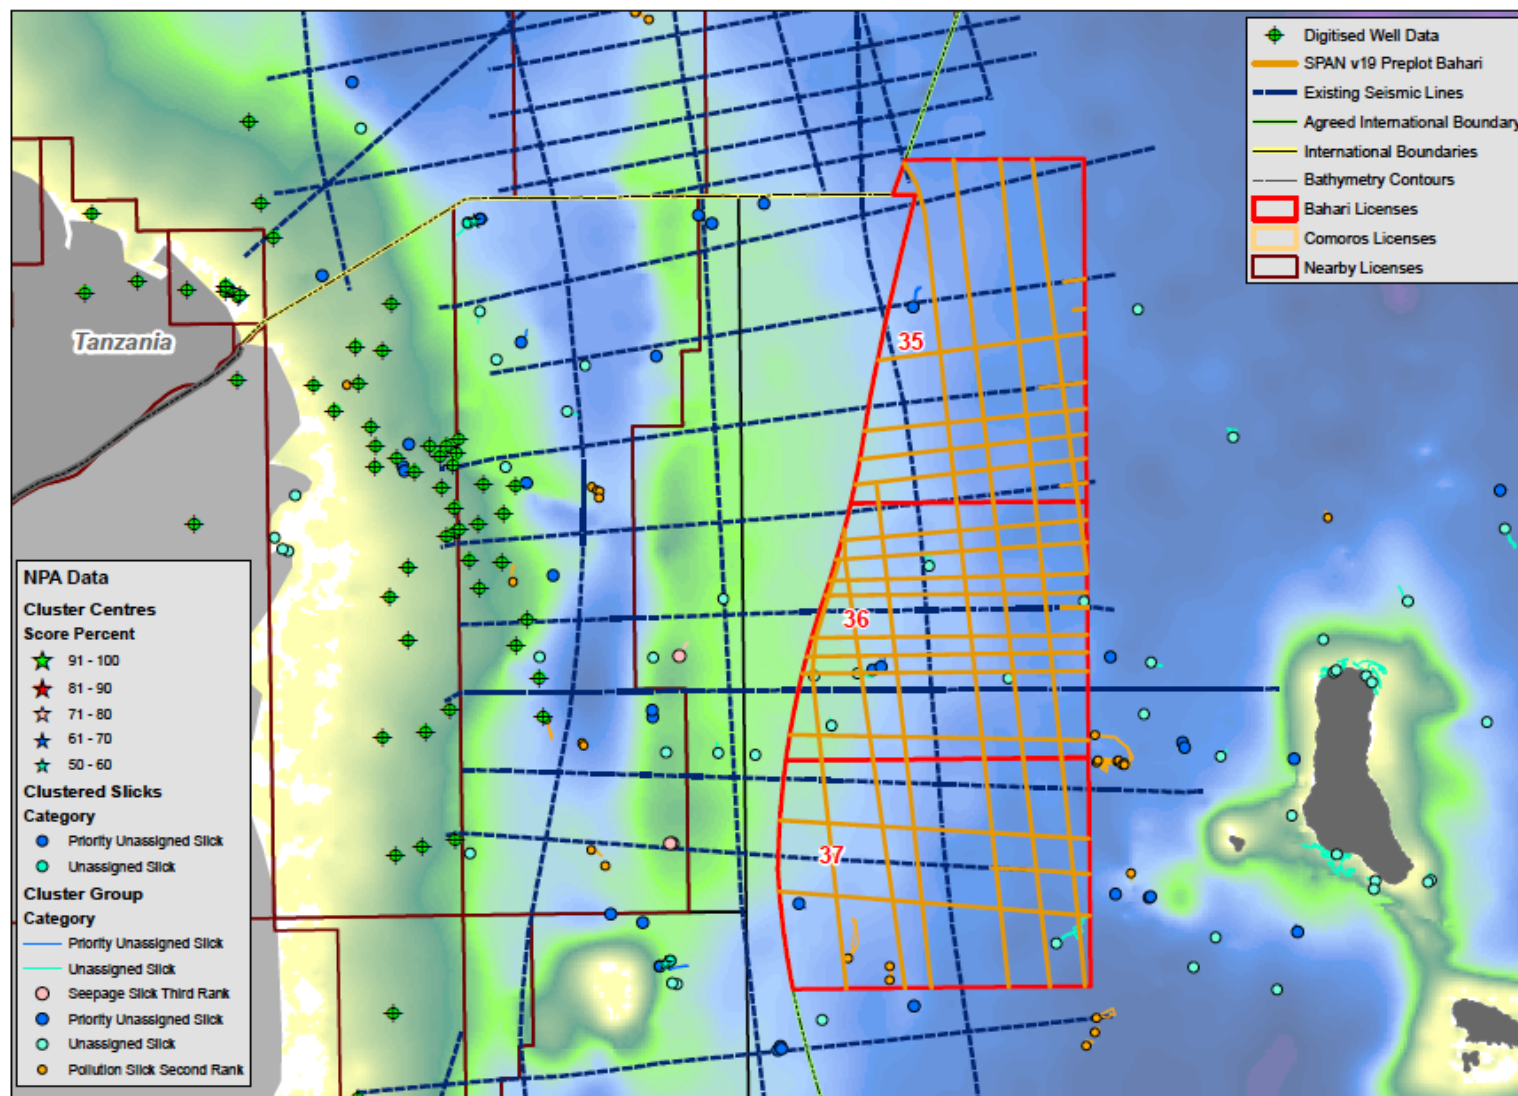 Digitised Well Data
SPAN v19 Preplot Bahari
Existing Seismic Lines
Agreed International Boundary
International Boundaries
Bathymetry Contours
Bahari Licenses
Comoros Licenses
Nearby Licenses
Tanzania
35
36
37
NPA Data
Cluster Centres
Score Percent
91 - 100
81 - 90
71 - 80
61 - 70
50 - 60
Clustered Slicks
Category
Priority Unassigned Slick
Unassigned Slick
Cluster Group
Category
Priority Unassigned Slick
Unassigned Slick
Seepage Slick Third Rank
Priority Unassigned Slick
Unassigned Slick
Pollution Slick Second Rank